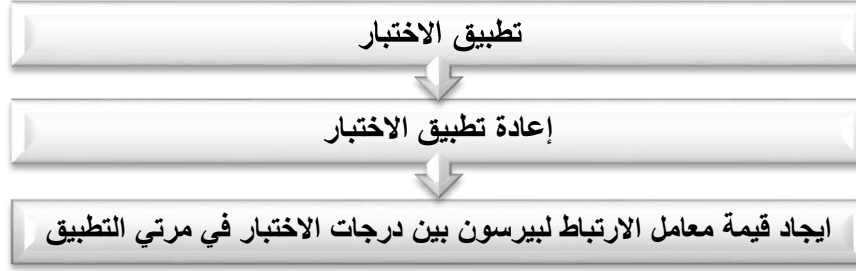 تطبيق الاختبار
إعادة تطبيق الاختبار
ايجاد قيمة معامل الارتباط لبيرسون بين درجات الاختبار في مرتي التطبيق